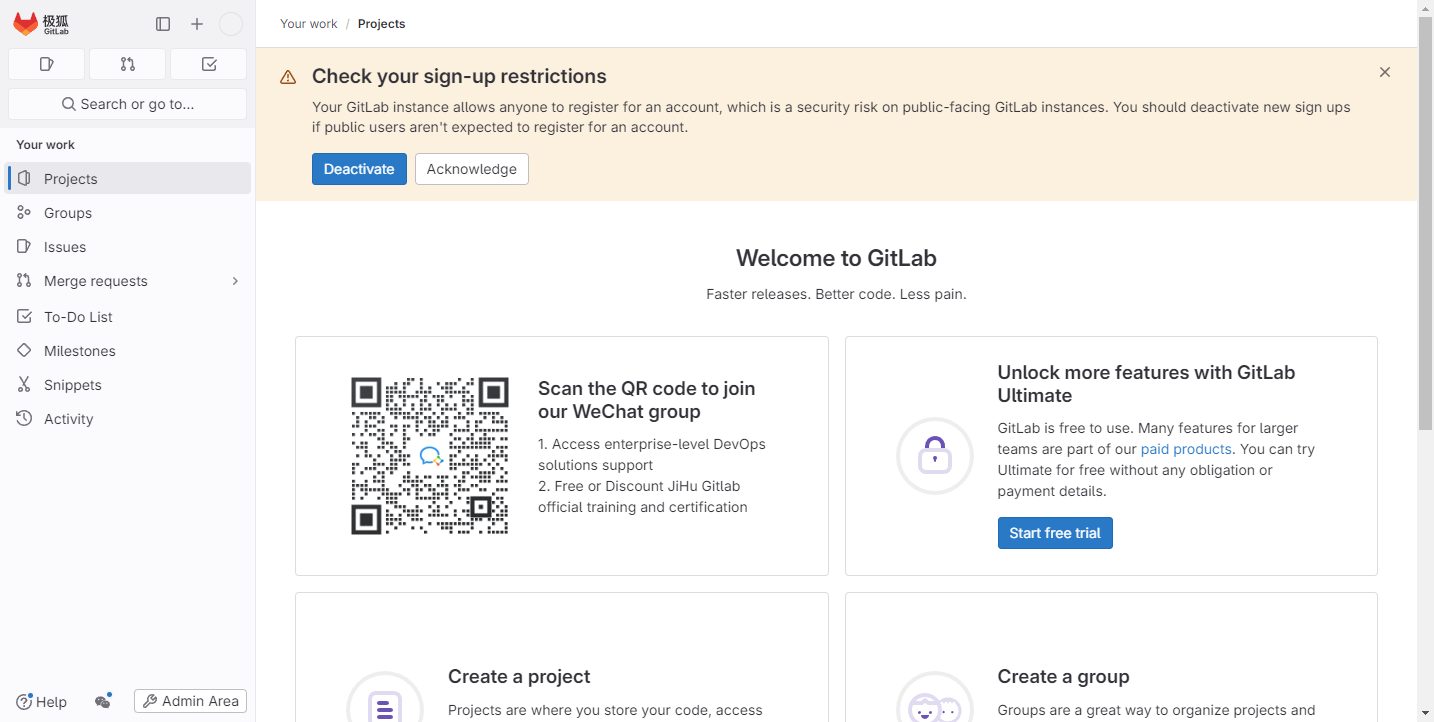 极狐
GitLab
Search or go to...
Your work
Projects
Groups
Issues
Merge requests
To-Do List
Milestones
Snippets
Activity
Help
Admin Area
Your work / Projects
Check your sign-up restrictions
Your GitLab instance allows anyone to register for an account, which is a security risk on public-facing GitLab instances. You should deactivate new sign ups
if public users aren't expected to register for an account.
Deactivate
Acknowledge
Welcome to GitLab
Faster releases. Better code. Less pain.
Scan the QR code to join
our WeChat group
1. Access enterprise-level DevOps
solutions support
2. Free or Discount JiHu Gitlab
official training and certification
Unlock more features with GitLab
Ultimate
GitLab is free to use. Many features for larger
teams are part of our paid products. You can try
Ultimate for free without any obligation or
payment details.
Start free trial
Create a project
Projects are where you store your code, access
Create a group
Groups are a great way to organize projects and